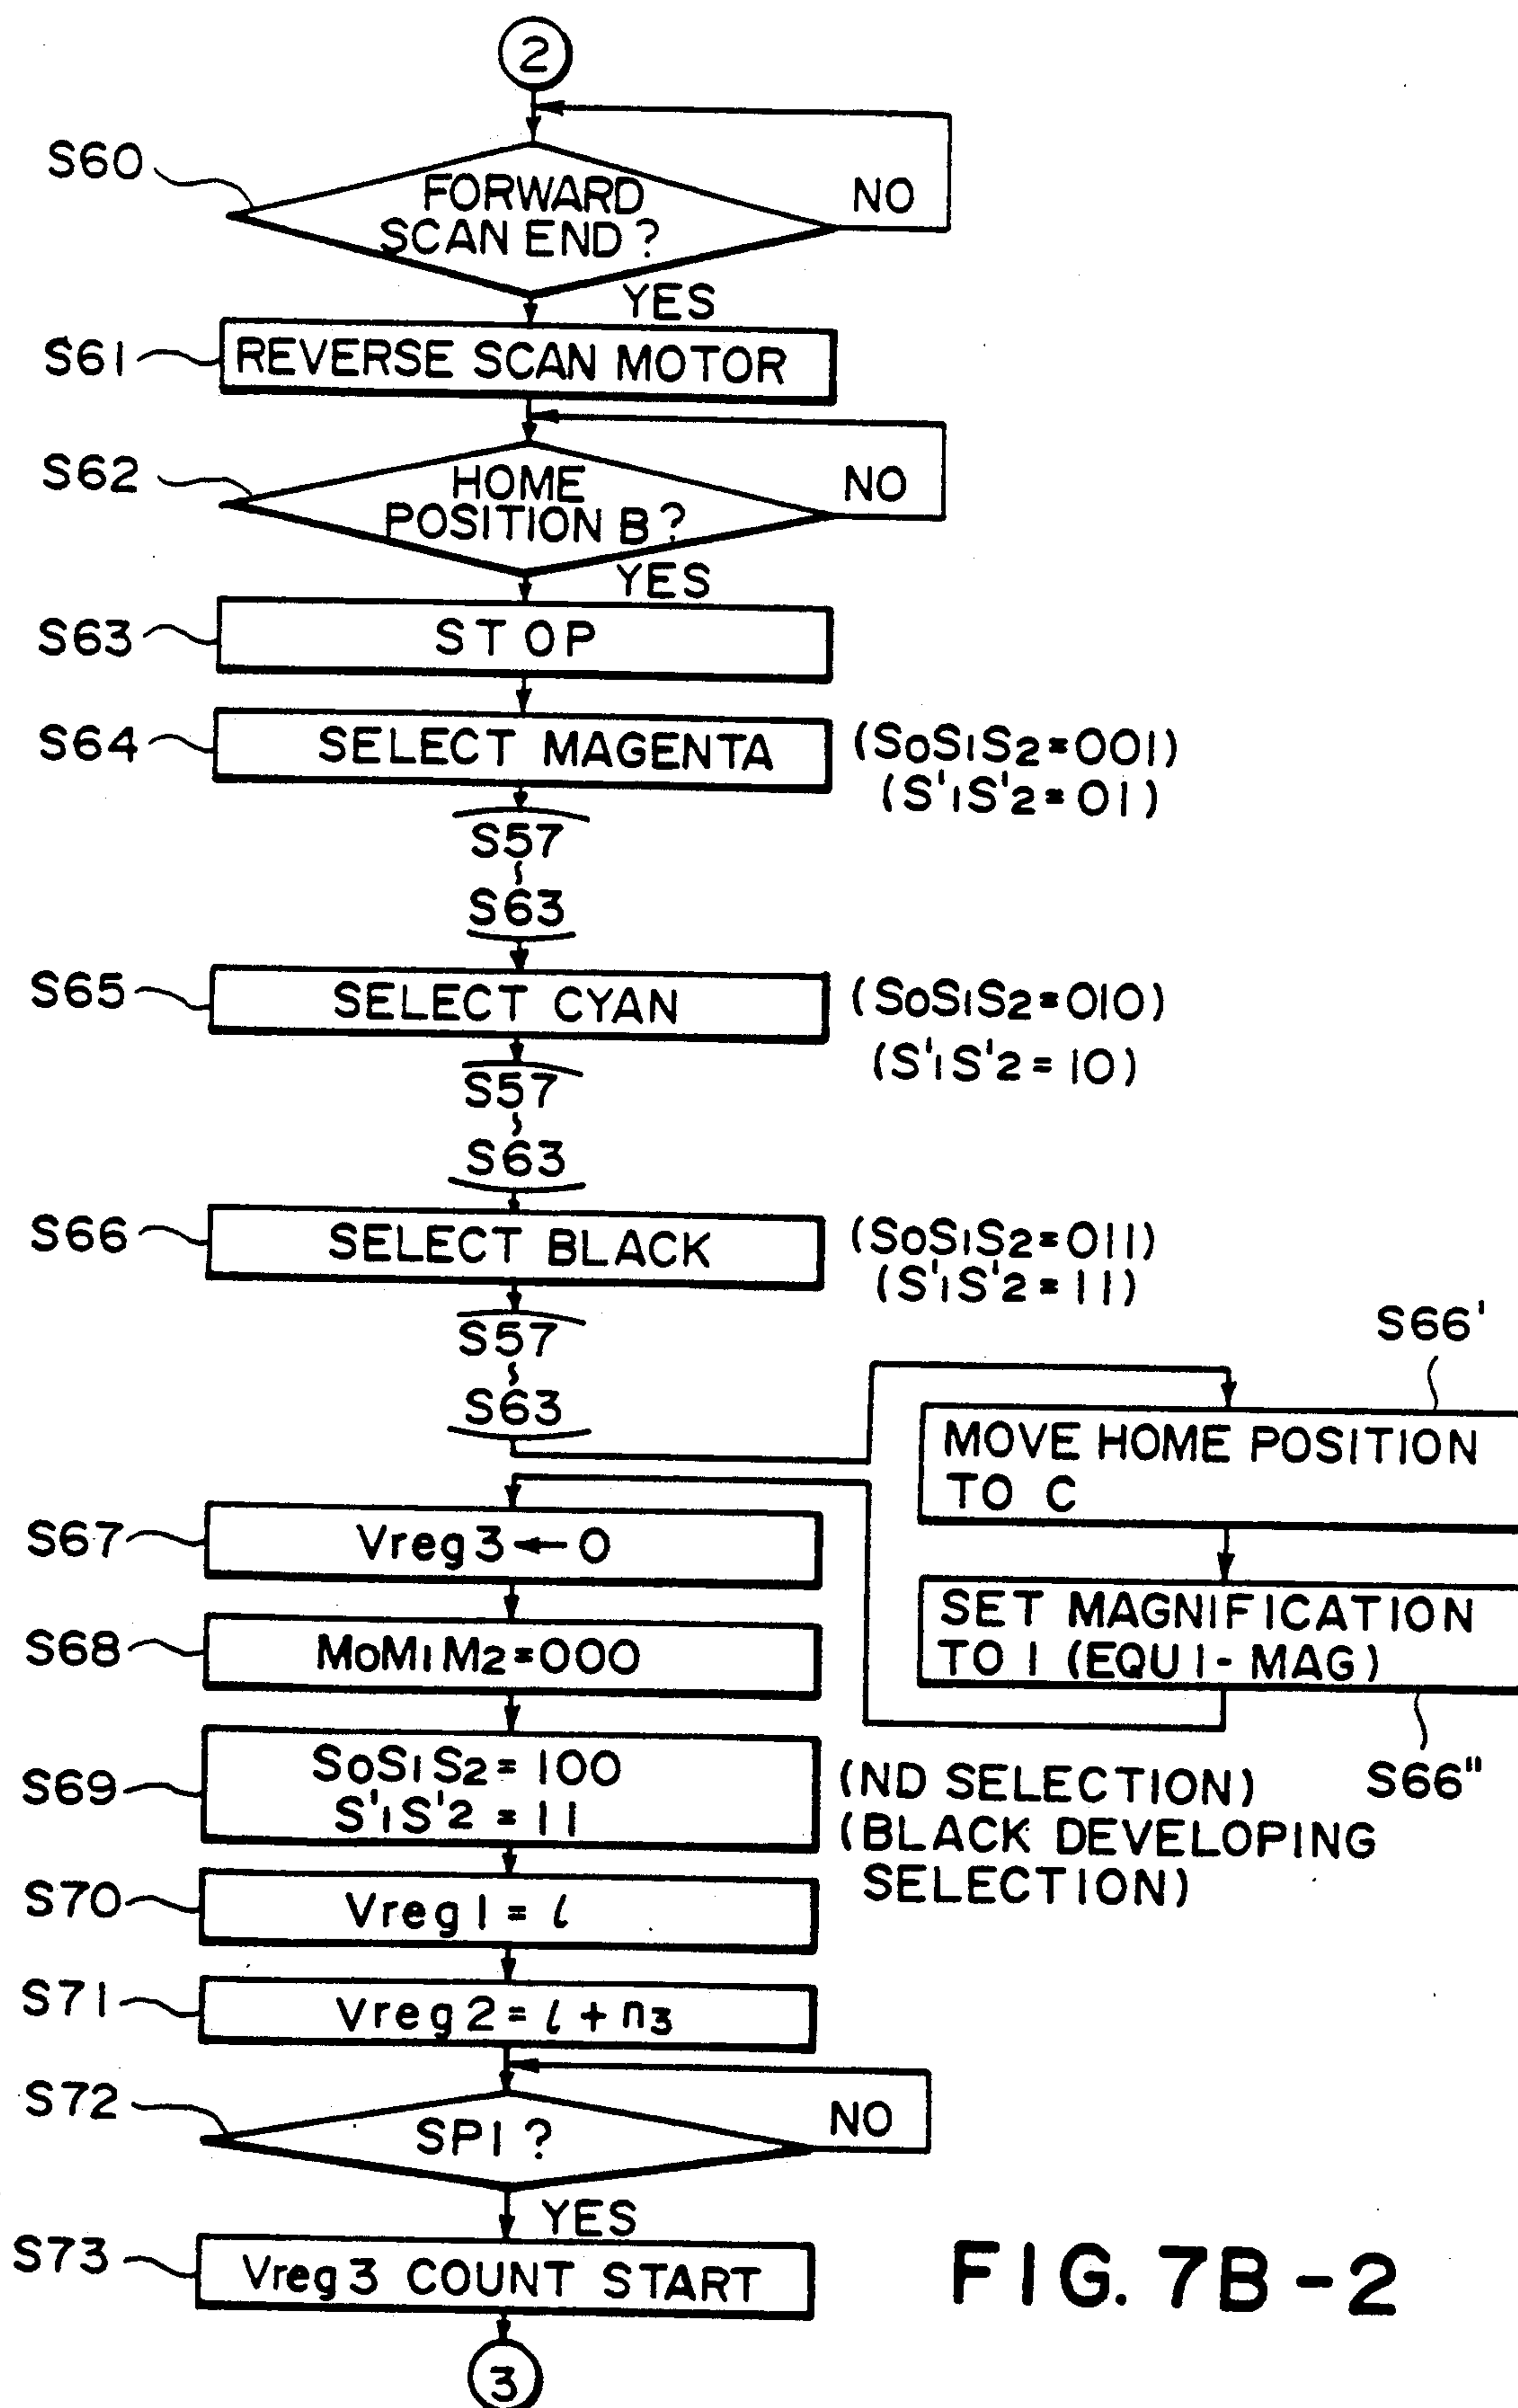 2
S60
FORWARD
SCAN END?
NO
YES
S61
REVERSE SCAN MOTOR
S62
HOME
POSITION B?
NO
YES
S63
STOP
S64
SELECT MAGENTA
(S0S1S2=001)
(S'1S'2=01)
S57
~
S63
S65
SELECT CYAN
(S0S1S2=010)
(S'1S'2=10)
S57
~
S63
S66
SELECT BLACK
(S0S1S2=011)
(S'1S'2=11)
S57
~
S63
S66'
MOVE HOME POSITION
TO C
SET MAGNIFICATION
TO 1 (EQUI-MAG)
S66"
S67
Vreg3←0
S68
M0M1M2=000
S69
S0S1S2=100
S'1S'2=11
(ND SELECTION)
(BLACK DEVELOPING
SELECTION)
S70
Vreg1=l
S71
Vreg2=l+n3
S72
SP1?
NO
YES
S73
Vreg3 COUNT START
3
FIG. 7B-2